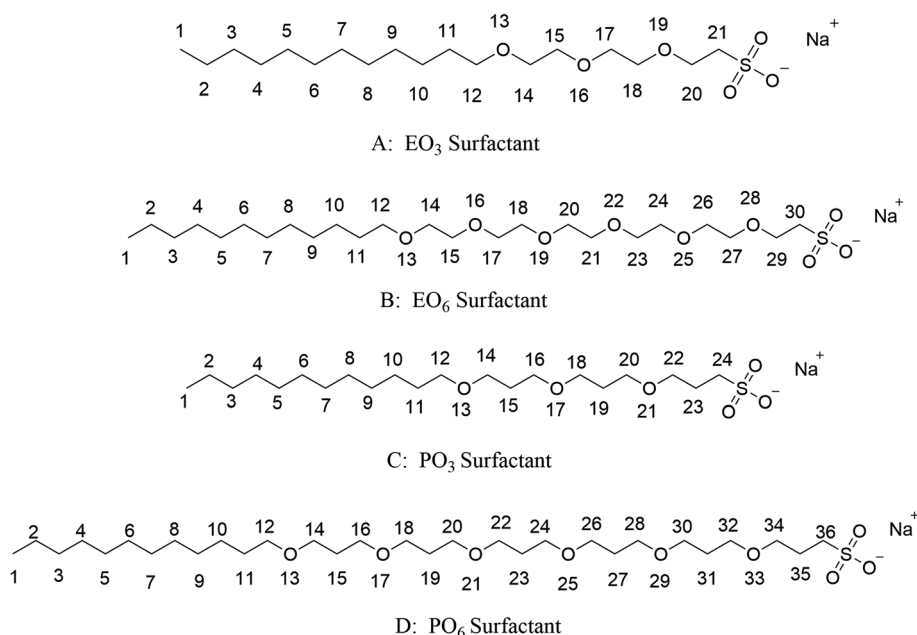 13 19
1 3 5 7 9 11 15 17 21 O Na+
O O S O−
O O
2 4 6 8 10 12 14 16 18 20
A: EO3 Surfactant
16 22 28
2 4 6 8 10 12 14 18 20 24 26 30 O Na+
O O O S O−
O O O O
1 3 5 7 9 11 13 15 17 19 21 23 25 27 29
B: EO6 Surfactant
2 4 6 8 10 12 14 16 18 20 22 24 O Na+
S O−
O O O O
1 3 5 7 9 11 13 15 17 19 21 23
C: PO3 Surfactant
2 4 6 8 10 12 14 16 18 20 22 24 26 28 30 32 34 36 O Na+
S O−
O O O O O O O
1 3 5 7 9 11 13 15 17 19 21 23 25 27 29 31 33 35
D: PO6 Surfactant